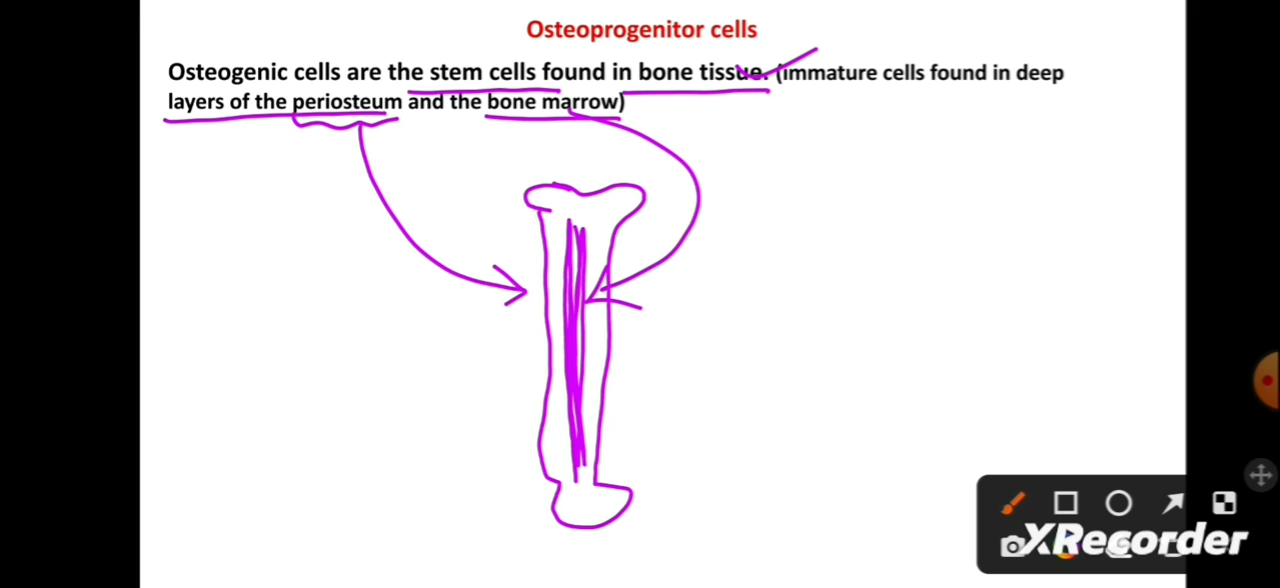 Osteoprogenitor cells
Osteogenic cells are the stem cells found in bone tissue. (immature cells found in deep
layers of the periosteum and the bone marrow)
XRecorder